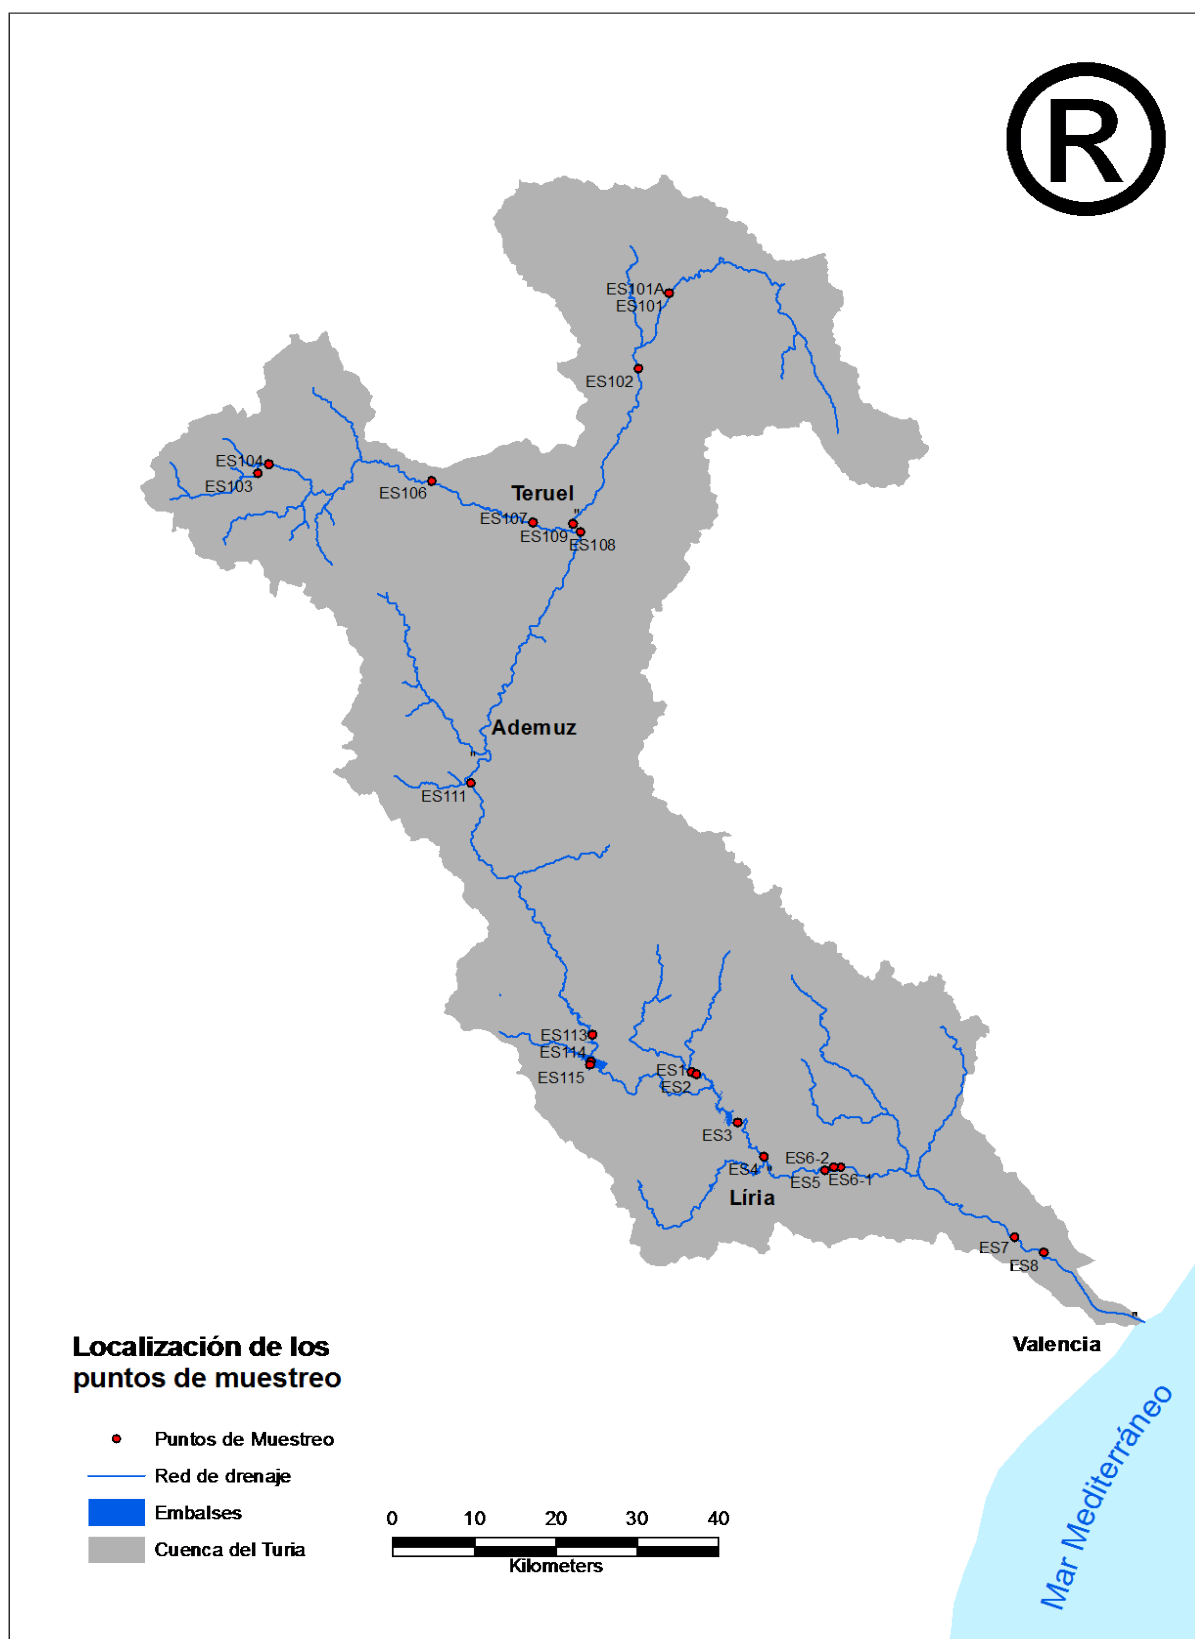 R
ES101A
ES101
ES102
ES104
ES103
ES106
Teruel
ES107
ES109
ES108
Ademuz
ES111
ES113
ES114
ES115
ES1
ES2
ES3
ES4
ES6-2
ES5
ES6-1
Líria
ES7
ES8
Valencia
Localización de los
puntos de muestreo
Puntos de Muestreo
Red de drenaje
Embalses
Cuenca del Turia
0 10 20 30 40
Kilometers
Mar Mediterráneo